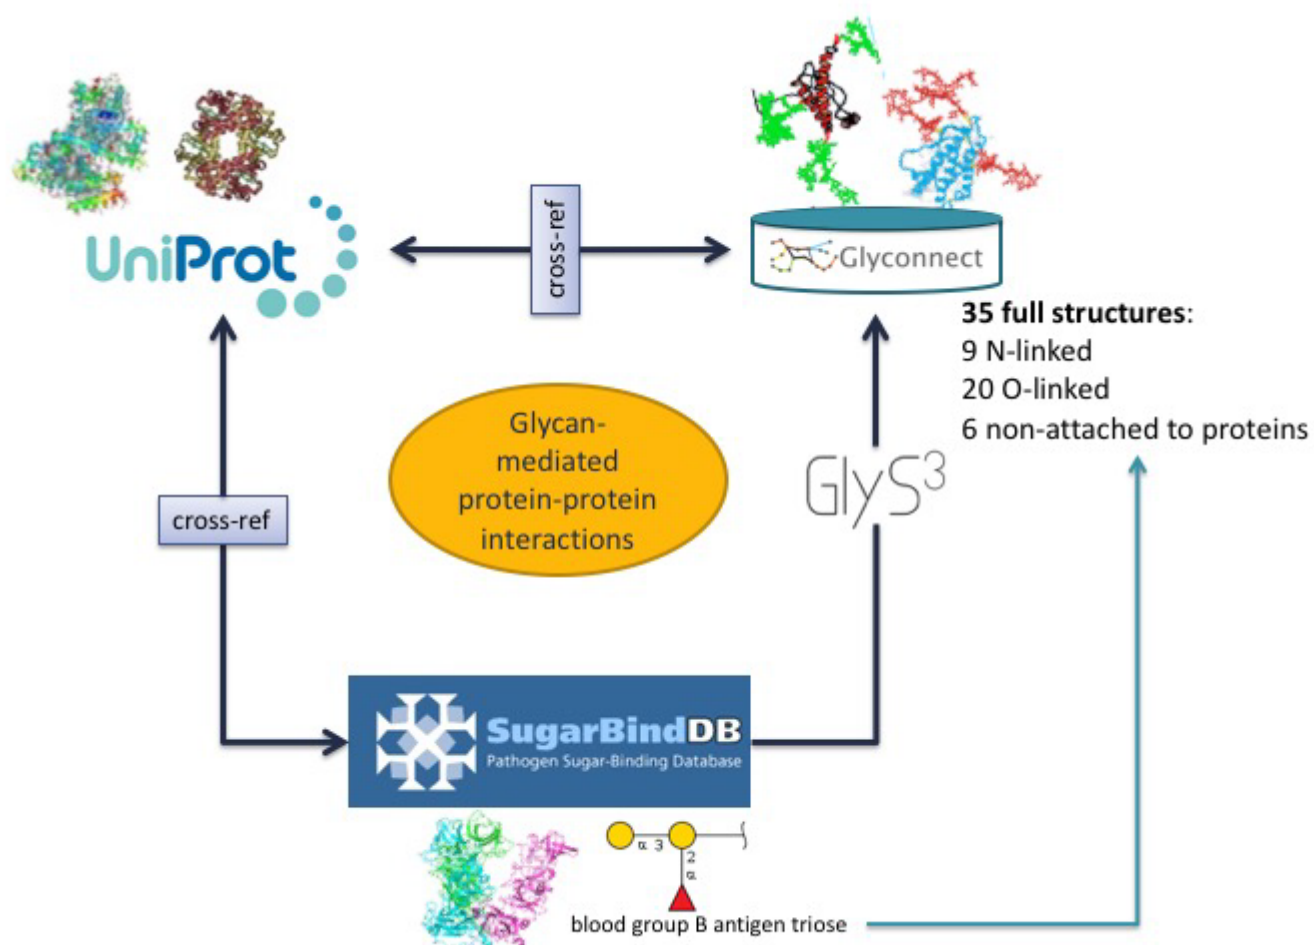 UniProt
cross-ref
Glyconnect
35 full structures:
9 N-linked
20 O-linked
6 non-attached to proteins
Glycan-
mediated
protein-protein
interactions
GlyS³
cross-ref
SugarBindDB
Pathogen Sugar-Binding Database
α 3
2
α
blood group B antigen triose